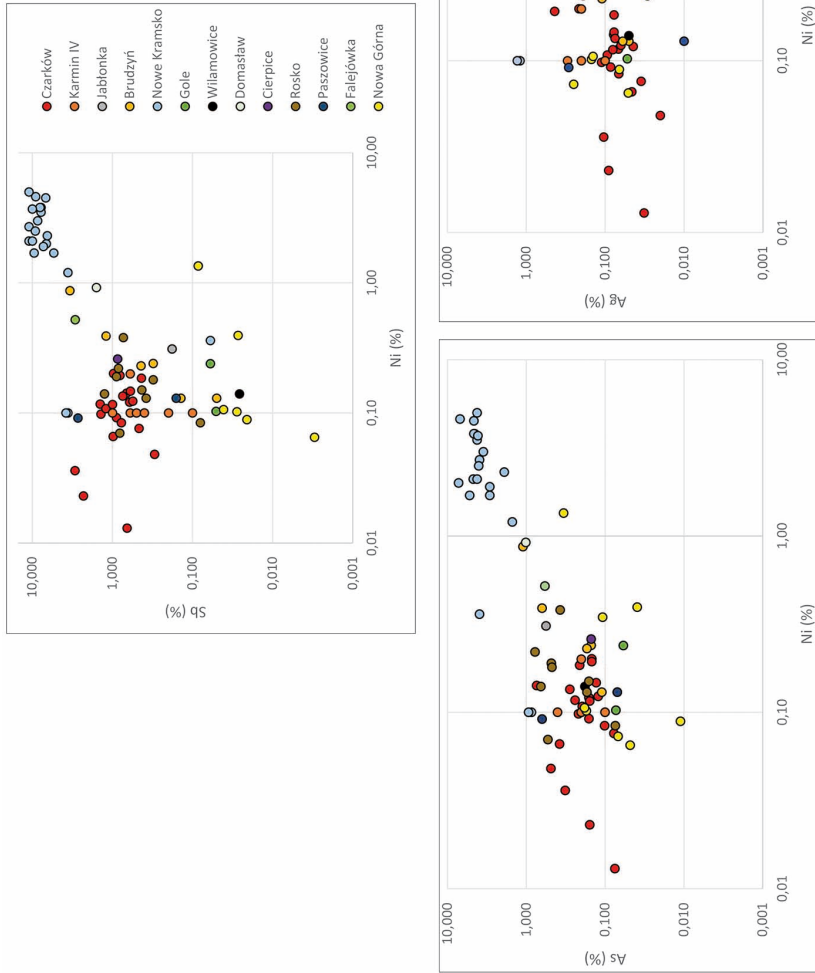 10,000
1,000
0,100
0,010
0,001
Sb (%)
0,01
0,10
1,00
10,00
Ni (%)
Czarków
Karmin IV
Jabłonka
Brudzyń
Nowe Kramsko
Gole
Wilamowice
Domasław
Cierpice
Rosko
Paszowice
Falejówka
Nowa Górna
10,000
1,000
0,100
0,010
0,001
As (%)
0,01
0,10
1,00
10,00
Ni (%)
10,000
1,000
0,100
0,010
0,001
Ag (%)
0,01
0,10
Ni (%)